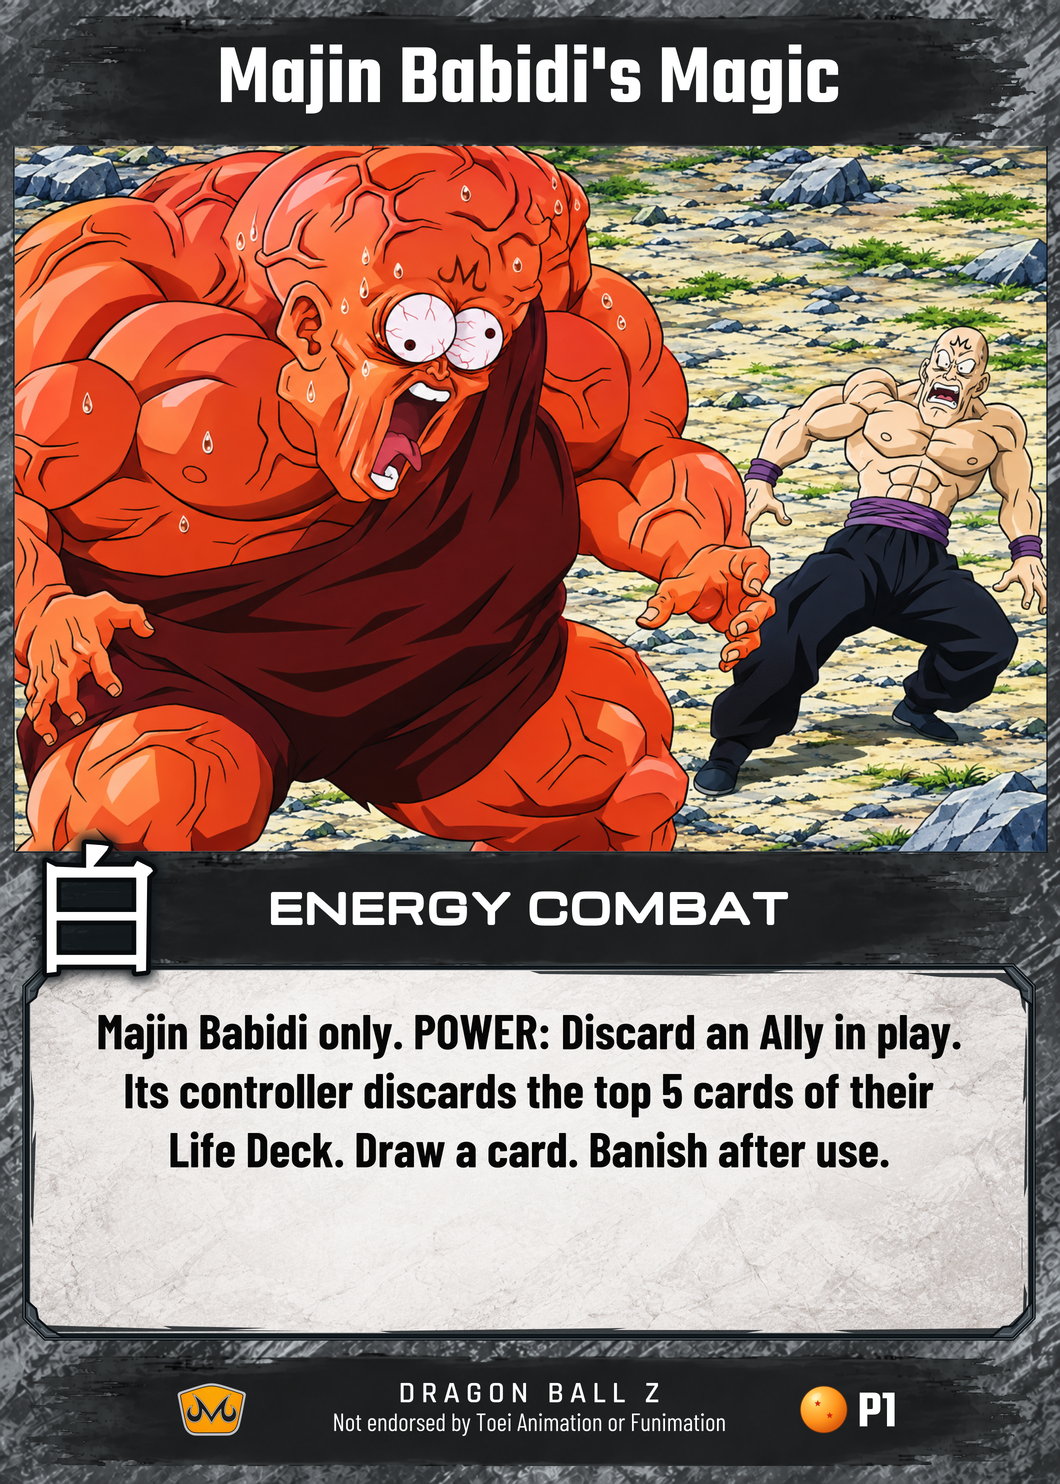 Majin Babidi's Magic
白
ENERGY COMBAT
Majin Babidi only. POWER: Discard an Ally in play.
Its controller discards the top 5 cards of their
Life Deck. Draw a card. Banish after use.
DRAGON BALL Z
Not endorsed by Toei Animation or Funimation
P1